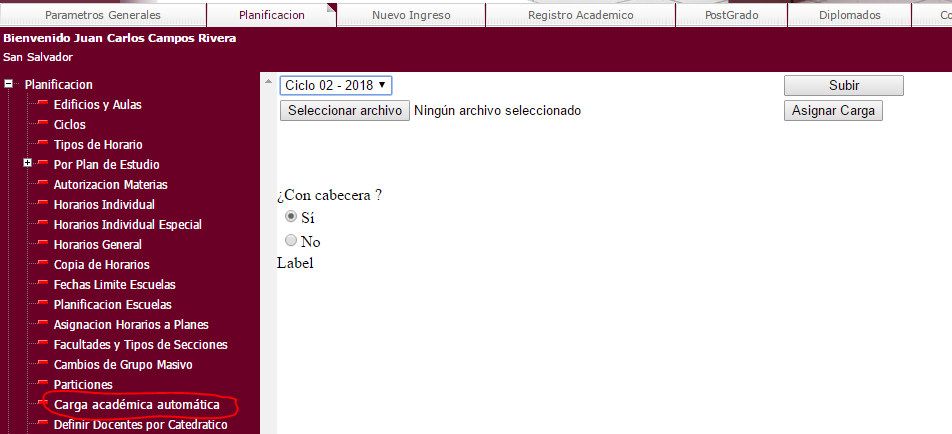 Parametros Generales
Planificacion
Nuevo Ingreso
Registro Academico
PostGrado
Diplomados
Co
Bienvenido Juan Carlos Campos Rivera
San Salvador
Planificacion
Edificios y Aulas
Ciclos
Tipos de Horario
Por Plan de Estudio
Autorizacion Materias
Horarios Individual
Horarios Individual Especial
Horarios General
Copia de Horarios
Fechas Limite Escuelas
Planificacion Escuelas
Asignacion Horarios a Planes
Facultades y Tipos de Secciones
Cambios de Grupo Masivo
Particiones
Carga académica automática
Definir Docentes por Catedratico
Ciclo 02 - 2018
Subir
Seleccionar archivo Ningún archivo seleccionado
Asignar Carga
¿Con cabecera ?
Sí
No
Label